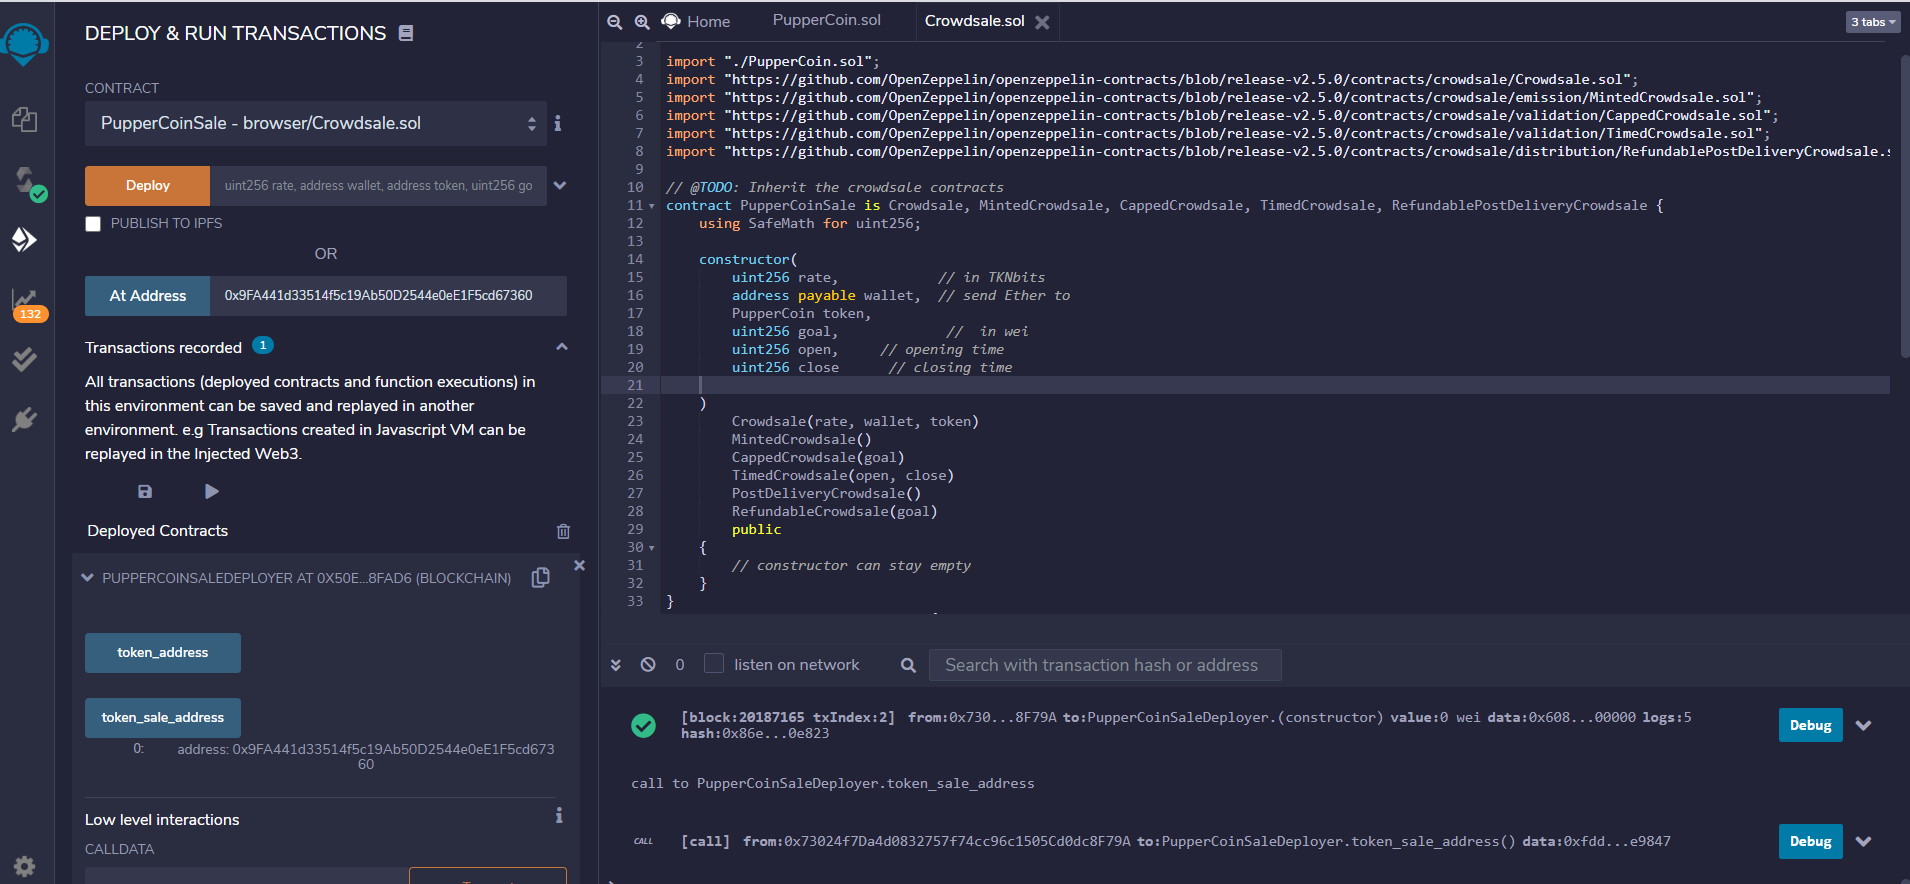 DEPLOY & RUN TRANSACTIONS
CONTRACT
PupperCoinSale - browser/Crowdsale.sol
Deploy
uint256 rate, address wallet, address token, uint256 go
PUBLISH TO IPFS
OR
At Address
0x9FA441d33514f5c19Ab50D2544e0eE1F5cd67360
132
Transactions recorded 1
All transactions (deployed contracts and function executions) in
this environment can be saved and replayed in another
environment. e.g Transactions created in Javascript VM can be
replayed in the Injected Web3.
Deployed Contracts
PUPPERCOINSALEDEPLOYER AT 0X50E...8FAD6 (BLOCKCHAIN)
token_address
token_sale_address
0: address: 0x9FA441d33514f5c19Ab50D2544e0eE1F5cd673
60
Low level interactions
CALLDATA
Home
PupperCoin.sol
Crowdsale.sol
3 tabs
2
3 import "./PupperCoin.sol";
4 import "https://github.com/OpenZeppelin/openzeppelin-contracts/blob/release-v2.5.0/contracts/crowdsale/Crowdsale.sol";
5 import "https://github.com/OpenZeppelin/openzeppelin-contracts/blob/release-v2.5.0/contracts/crowdsale/emission/MintedCrowdsale.sol";
6 import "https://github.com/OpenZeppelin/openzeppelin-contracts/blob/release-v2.5.0/contracts/crowdsale/validation/CappedCrowdsale.sol";
7 import "https://github.com/OpenZeppelin/openzeppelin-contracts/blob/release-v2.5.0/contracts/crowdsale/validation/TimedCrowdsale.sol";
8 import "https://github.com/OpenZeppelin/openzeppelin-contracts/blob/release-v2.5.0/contracts/crowdsale/distribution/RefundablePostDeliveryCrowdsale.s
9
10 // @TODO: Inherit the crowdsale contracts
11 contract PupperCoinSale is Crowdsale, MintedCrowdsale, CappedCrowdsale, TimedCrowdsale, RefundablePostDeliveryCrowdsale {
12 using SafeMath for uint256;
13
14 constructor(
15 uint256 rate, // in TKNbits
16 address payable wallet, // send Ether to
17 PupperCoin token,
18 uint256 goal, // in wei
19 uint256 open, // opening time
20 uint256 close // closing time
21
22 )
23 Crowdsale(rate, wallet, token)
24 MintedCrowdsale()
25 CappedCrowdsale(goal)
26 TimedCrowdsale(open, close)
27 PostDeliveryCrowdsale()
28 RefundableCrowdsale(goal)
29 public
30 {
31 // constructor can stay empty
32 }
33 }
0 listen on network
Search with transaction hash or address
[block:20187165 txIndex:2] from:0x730...8F79A to:PupperCoinSaleDeployer.(constructor) value:0 wei data:0x608...00000 logs:5
hash:0x86e...0e823
Debug
call to PupperCoinSaleDeployer.token_sale_address
CALL [call] from:0x73024f7Da4d0832757f74cc96c1505Cd0dc8F79A to:PupperCoinSaleDeployer.token_sale_address() data:0xfdd...e9847
Debug